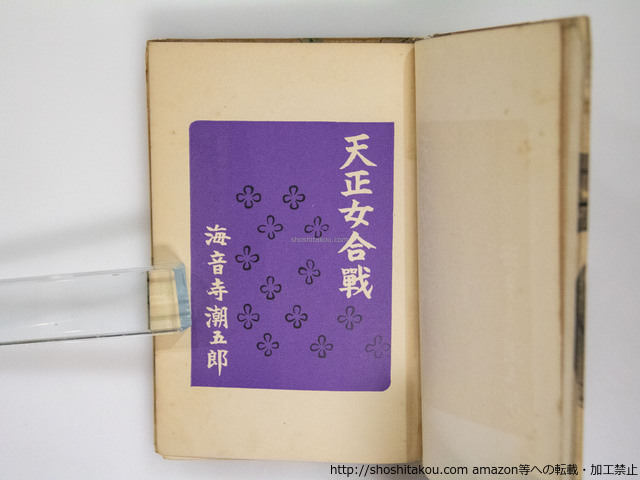 天正女合戰
海音寺潮五郎
shoshitakou.com
http://shoshitakou.com amazon等への転載・加工禁止